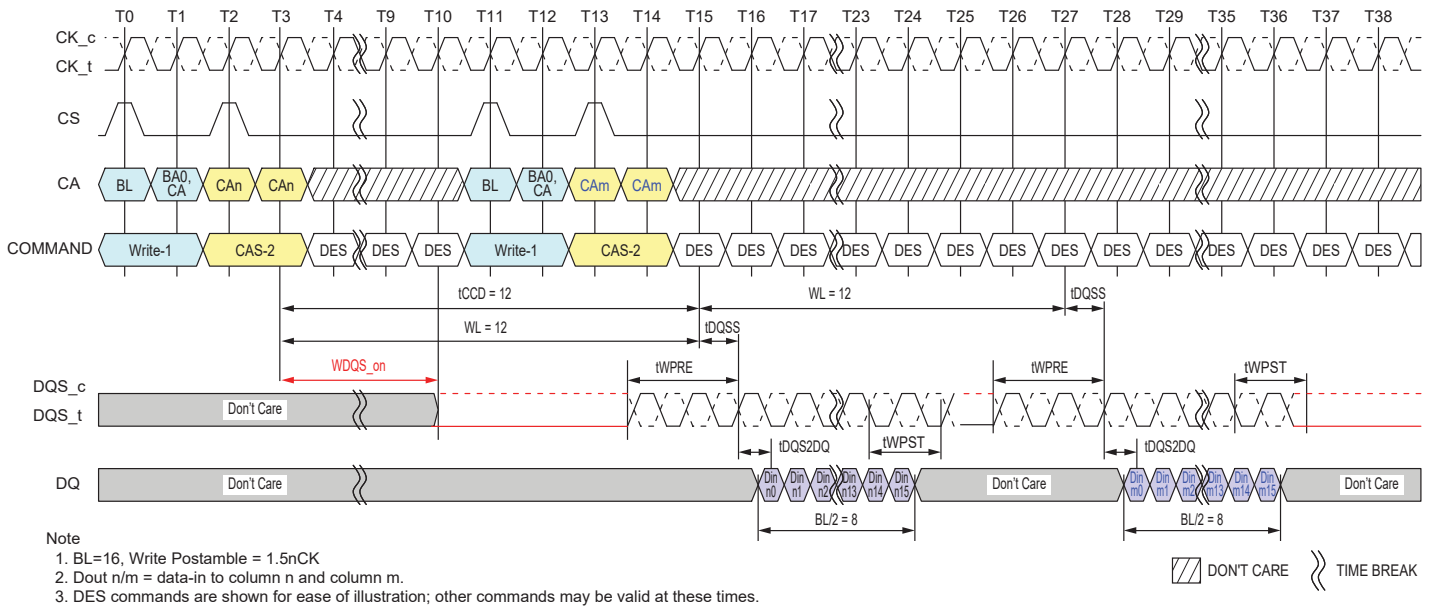 T0 T1 T2 T3 T4 T9 T10 T11 T12 T13 T14 T15 T16 T17 T23 T24 T25 T26 T27 T28 T29 T35 T36 T37 T38
CK_c
CK_t
CS
CA BL BA0, CA CAn CAn BL BA0, CA CAm CAm
COMMAND Write-1 CAS-2 DES DES DES Write-1 CAS-2 DES DES DES DES DES DES DES DES DES DES DES DES DES DES
tCCD = 12 WL = 12 tDQSS
WL = 12 tDQSS
WDQS_on tWPRE tWPRE tWPST
DQS_c
DQS_t Don't Care
tDQS2DQ tWPST tDQS2DQ
DQ Don't Care Din n0 Din n1 Din n2 Din n13 Din n14 Din n15 Don't Care Din m0 Din m1 Din m2 Din m13 Din m14 Din m15 Don't Care
BL/2 = 8 BL/2 = 8
Note
1. BL=16, Write Postamble = 1.5nCK
2. Dout n/m = data-in to column n and column m.
3. DES commands are shown for ease of illustration; other commands may be valid at these times.
DON'T CARE TIME BREAK